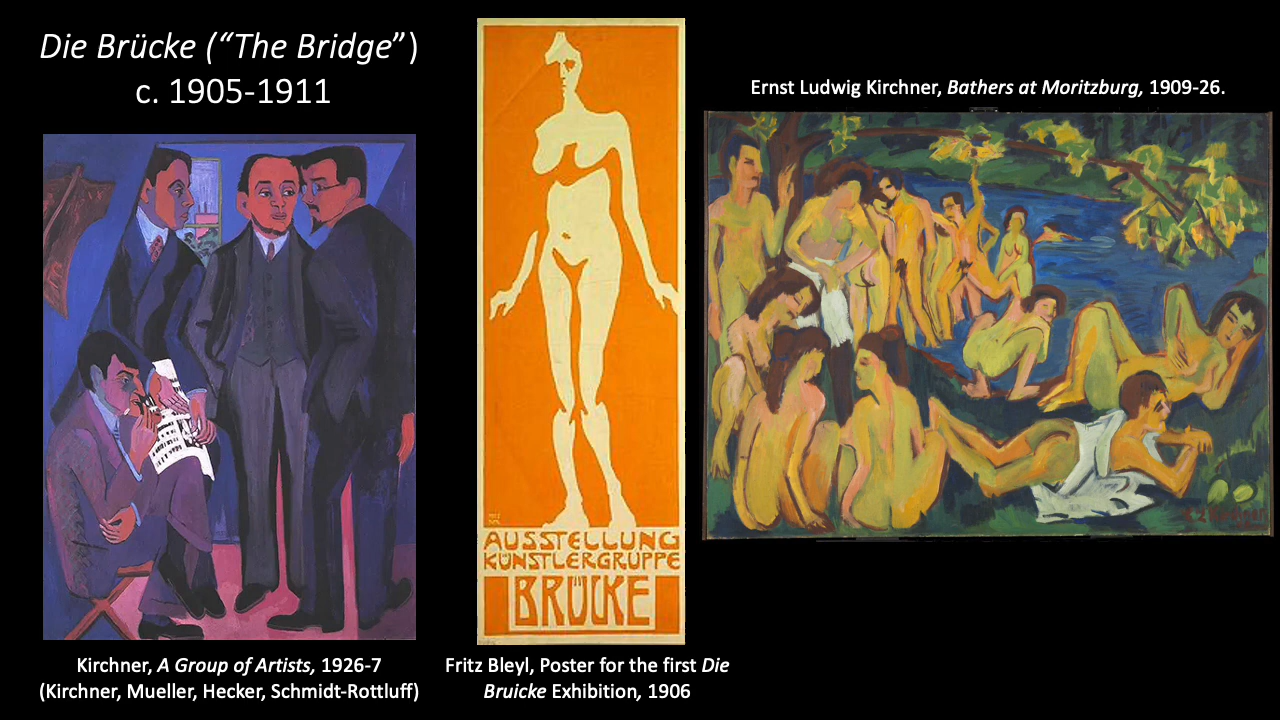 Die Brücke (“The Bridge”)
c. 1905-1911
Kirchner, A Group of Artists, 1926-7
(Kirchner, Mueller, Hecker, Schmidt-Rottluff)
AUSSTELLUNG
KÜNSTLERGRUPPE
BRÜCKE
Fritz Bleyl, Poster for the first Die
Bruicke Exhibition, 1906
Ernst Ludwig Kirchner, Bathers at Moritzburg, 1909-26.